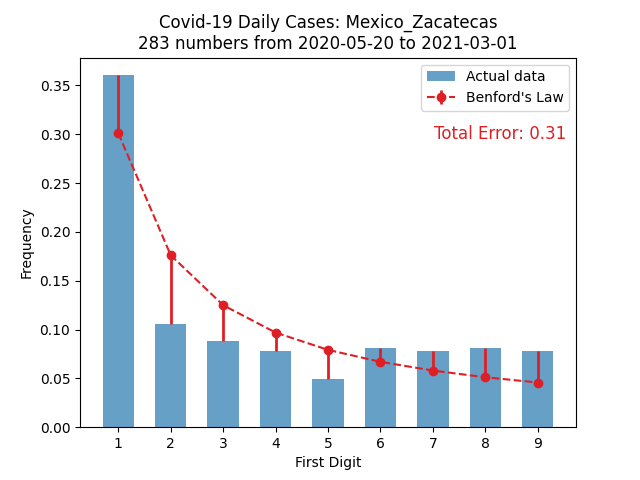 Covid-19 Daily Cases: Mexico_Zacatecas
283 numbers from 2020-05-20 to 2021-03-01
Actual data
Benford's Law
Total Error: 0.31
Frequency
0.35
0.30
0.25
0.20
0.15
0.10
0.05
0.00
1 2 3 4 5 6 7 8 9
First Digit